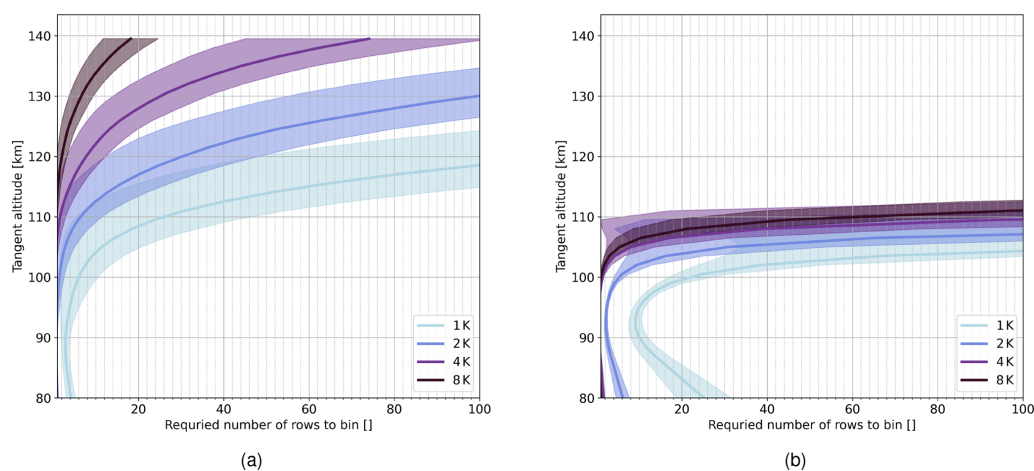 140
130
120
110
100
90
80
Tangent altitude [km]
1 K
2 K
4 K
8 K
20 40 60 80 100
Requried number of rows to bin []
(a)
140
130
120
110
100
90
80
Tangent altitude [km]
1 K
2 K
4 K
8 K
20 40 60 80 100
Requried number of rows to bin []
(b)